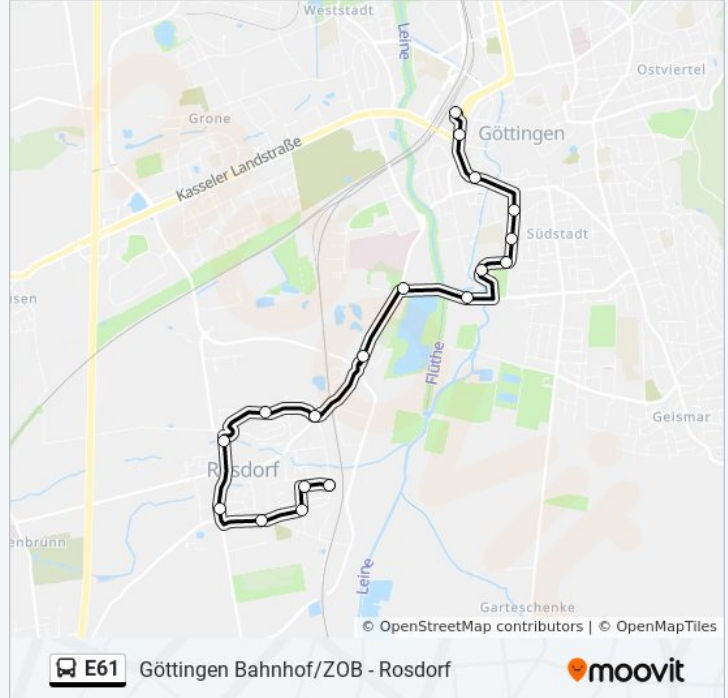 Weststadt
Leine
Ostviertel
Grone
Göttingen
Kasseler Landstraße
Südstadt
usen
Flüthe
Geismar
Rosdorf
enbrunn
Leine
Garteschenke
© OpenStreetMap contributors | © OpenMapTiles
E61 Göttingen Bahnhof/ZOB - Rosdorf moovit